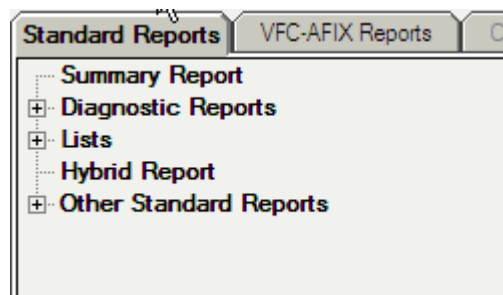 Standard Reports VFC-AFIX Reports
Summary Report
Diagnostic Reports
Lists
Hybrid Report
Other Standard Reports